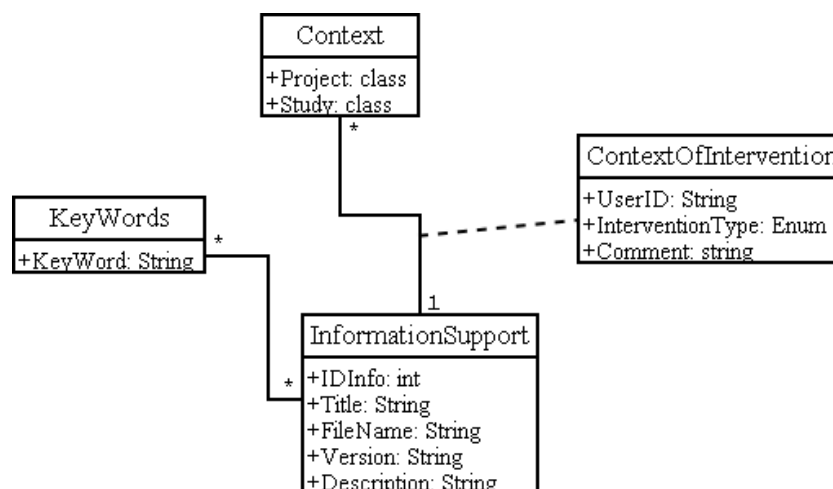 Context
+Project: class
+Study: class
*
ContextOfIntervention
+UserID: String
+InterventionType: Enum
+Comment: string
KeyWords
+KeyWord: String
*
1
InformationSupport
*
+IDInfo: int
+Title: String
+FileName: String
+Version: String
+Description: String